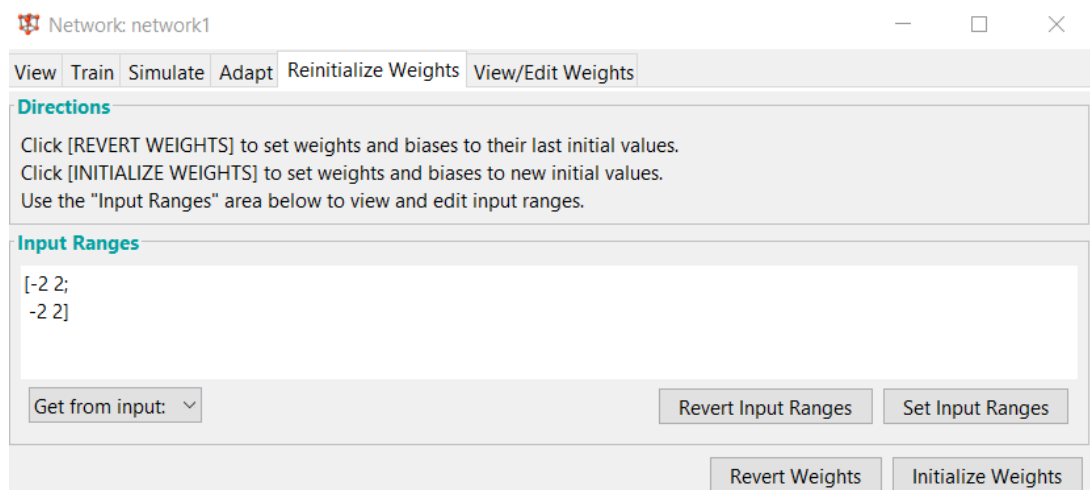 Network: network1
View Train Simulate Adapt Reinitialize Weights View/Edit Weights
Directions
Click [REVERT WEIGHTS] to set weights and biases to their last initial values.
Click [INITIALIZE WEIGHTS] to set weights and biases to new initial values.
Use the "Input Ranges" area below to view and edit input ranges.
Input Ranges
[-2 2;
-2 2]
Get from input: Revert Input Ranges Set Input Ranges
Revert Weights Initialize Weights